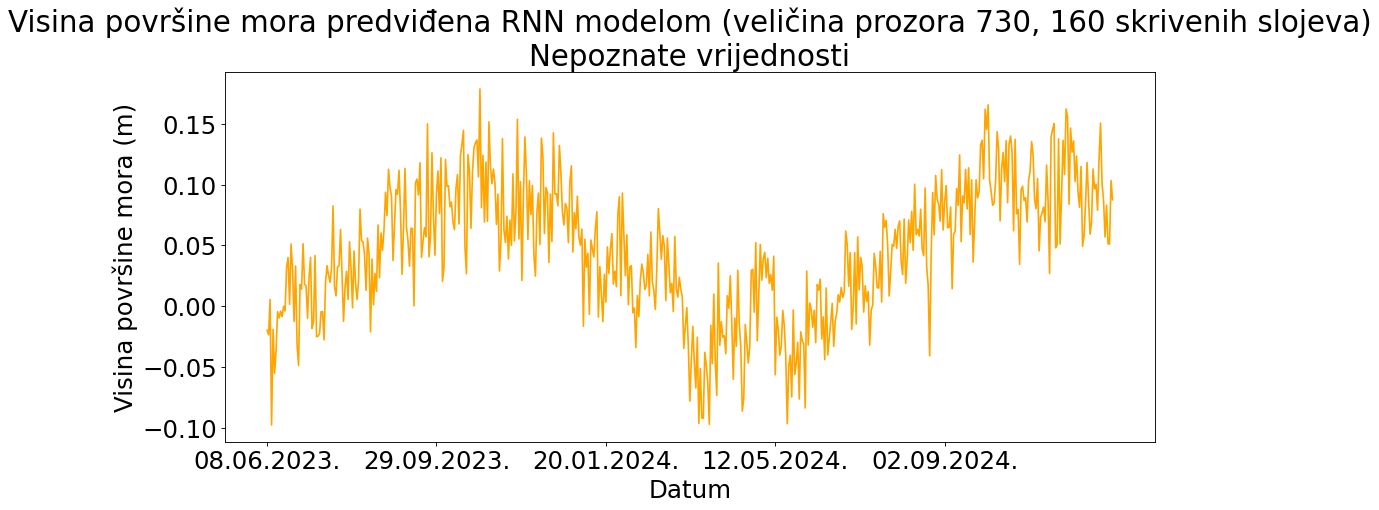 Visina površine mora predviđena RNN modelom (veličina prozora 730, 160 skrivenih slojeva)
Nepoznate vrijednosti
Visina površine mora (m)
0.15
0.10
0.05
0.00
−0.05
−0.10
08.06.2023. 29.09.2023. 20.01.2024. 12.05.2024. 02.09.2024.
Datum